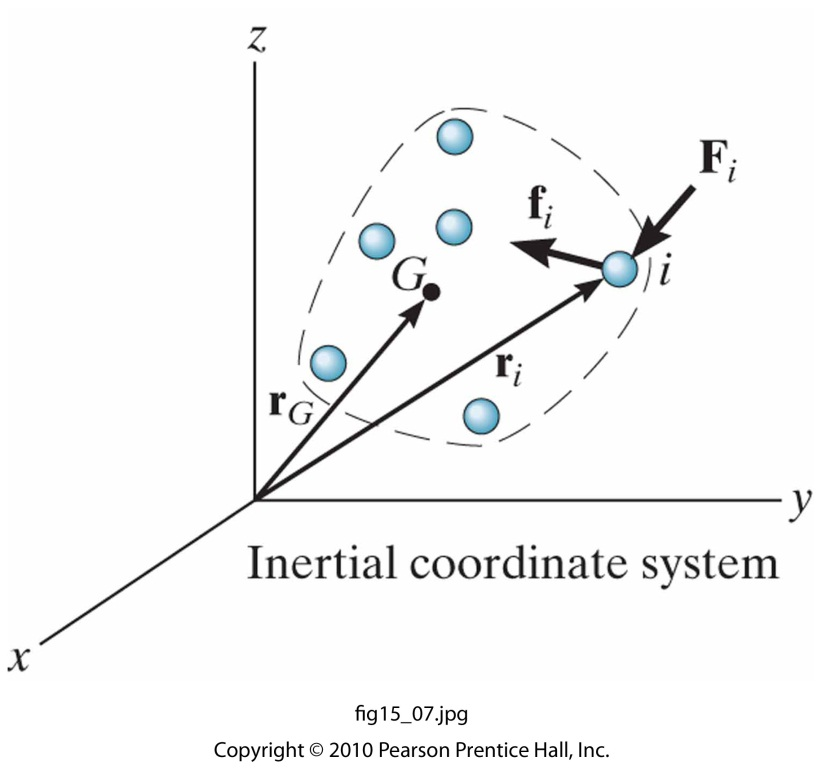 z
F_i
f_i
G
i
r_i
r_G
y
Inertial coordinate system
x
fig15_07.jpg
Copyright © 2010 Pearson Prentice Hall, Inc.